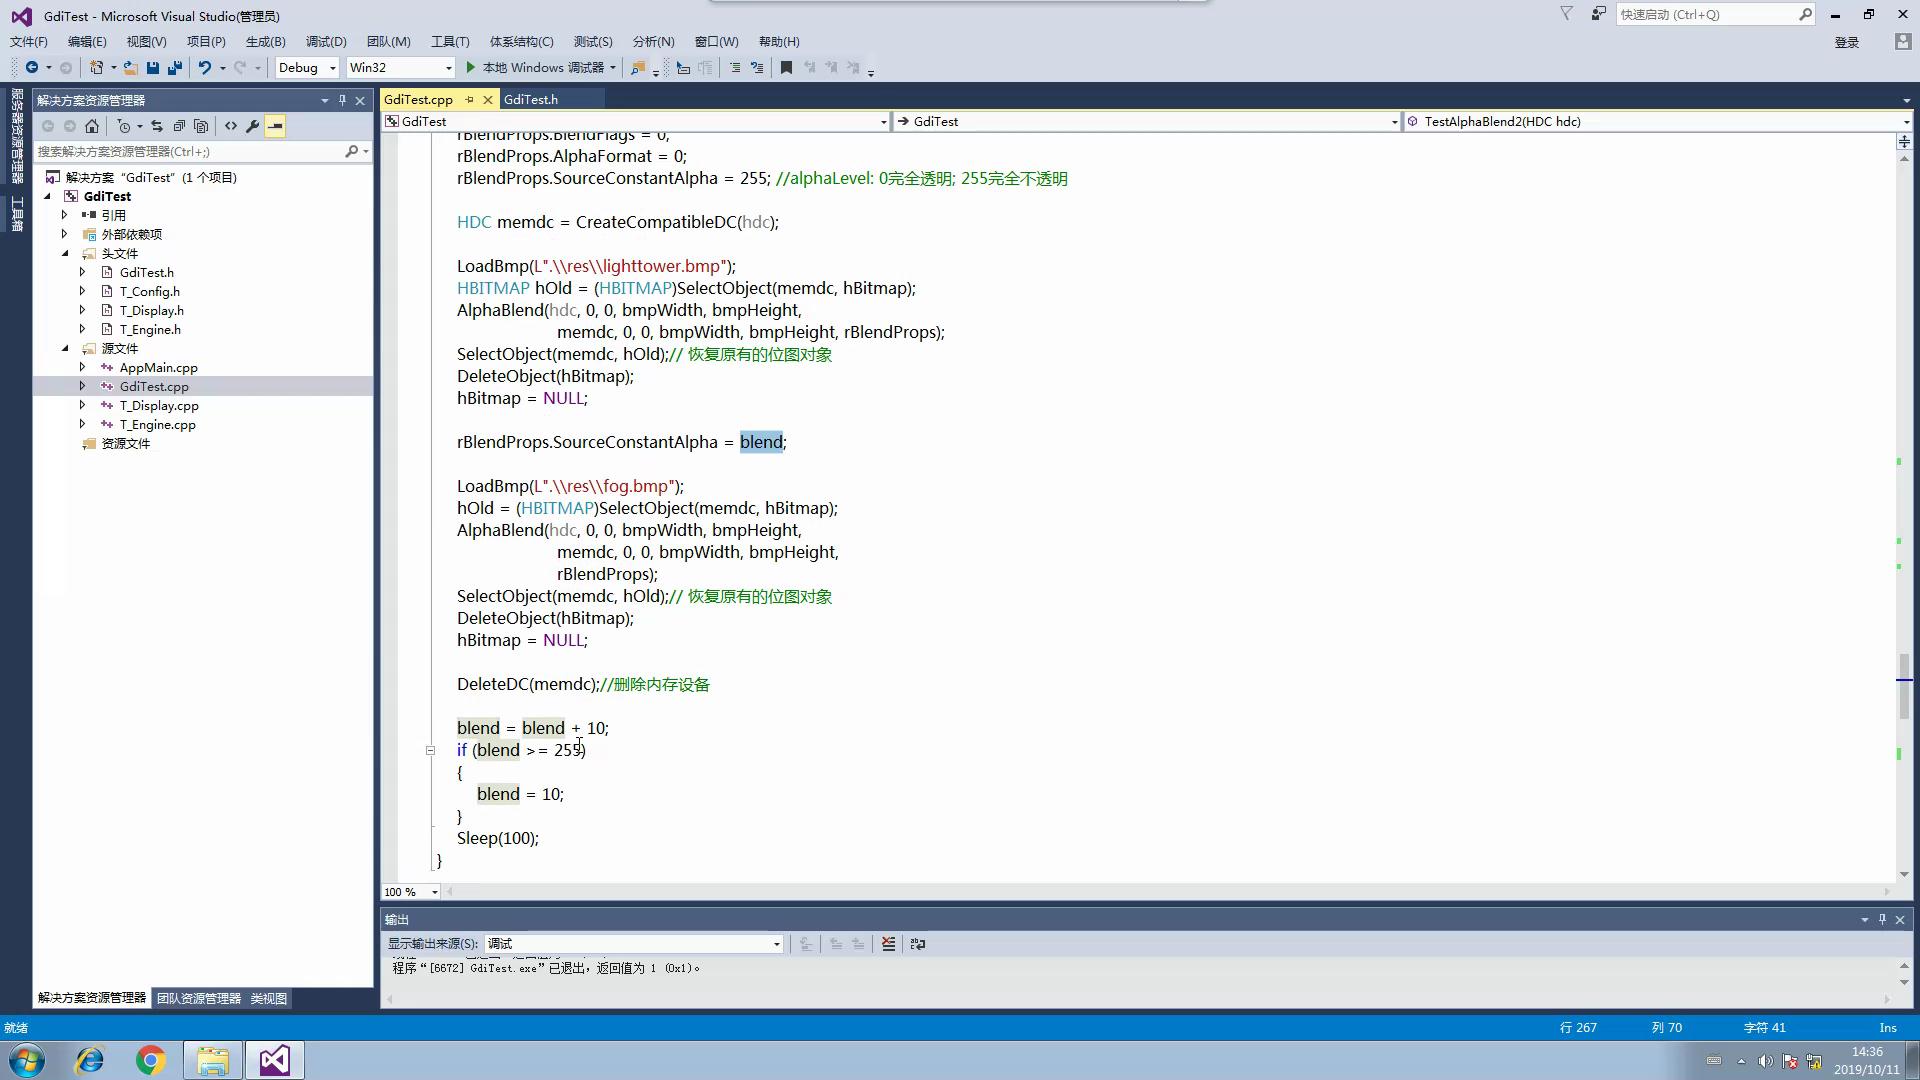 GdiTest - Microsoft Visual Studio(管理员)
快速启动 (Ctrl+Q)
文件(F) 编辑(E) 视图(V) 项目(P) 生成(B) 调试(D) 团队(M) 工具(T) 体系结构(C) 测试(S) 分析(N) 窗口(W) 帮助(H)
登录
Debug Win32 本地 Windows 调试器
服务器资源管理器
工具箱
解决方案资源管理器
搜索解决方案资源管理器(Ctrl+;)
解决方案 “GdiTest” (1 个项目)
GdiTest
引用
外部依赖项
头文件
GdiTest.h
T_Config.h
T_Display.h
T_Engine.h
源文件
AppMain.cpp
GdiTest.cpp
T_Display.cpp
T_Engine.cpp
资源文件
解决方案资源管理器 团队资源管理器 类视图
GdiTest.cpp GdiTest.h
GdiTest GdiTest TestAlphaBlend2(HDC hdc)
rBlendProps.BlendFlags = 0;
rBlendProps.AlphaFormat = 0;
rBlendProps.SourceConstantAlpha = 255; //alphaLevel: 0完全透明; 255完全不透明
HDC memdc = CreateCompatibleDC(hdc);
LoadBmp(L".\\res\\lighttower.bmp");
HBITMAP hOld = (HBITMAP)SelectObject(memdc, hBitmap);
AlphaBlend(hdc, 0, 0, bmpWidth, bmpHeight,
memdc, 0, 0, bmpWidth, bmpHeight, rBlendProps);
SelectObject(memdc, hOld);// 恢复原有的位图对象
DeleteObject(hBitmap);
hBitmap = NULL;
rBlendProps.SourceConstantAlpha = blend;
LoadBmp(L".\\res\\fog.bmp");
hOld = (HBITMAP)SelectObject(memdc, hBitmap);
AlphaBlend(hdc, 0, 0, bmpWidth, bmpHeight,
memdc, 0, 0, bmpWidth, bmpHeight,
rBlendProps);
SelectObject(memdc, hOld);// 恢复原有的位图对象
DeleteObject(hBitmap);
hBitmap = NULL;
DeleteDC(memdc);//删除内存设备
blend = blend + 10;
if (blend >= 255)
{
blend = 10;
}
Sleep(100);
}
100 %
输出
显示输出来源(S): 调试
程序“[6672] GdiTest.exe”已退出，返回值为 1 (0x1)。
就绪 行 267 列 70 字符 41 Ins
14:36
2019/10/11